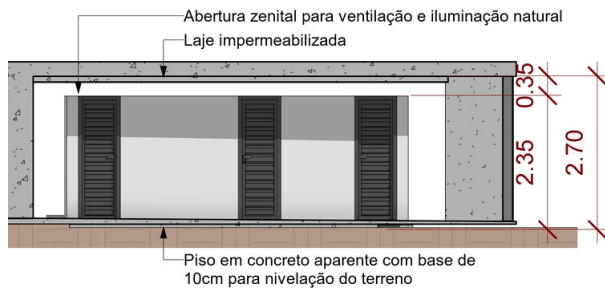 Abertura zenital para ventilação e iluminação natural
Laje impermeabilizada
0.35
2.35
2.70
Piso em concreto aparente com base de
10cm para nivelação do terreno